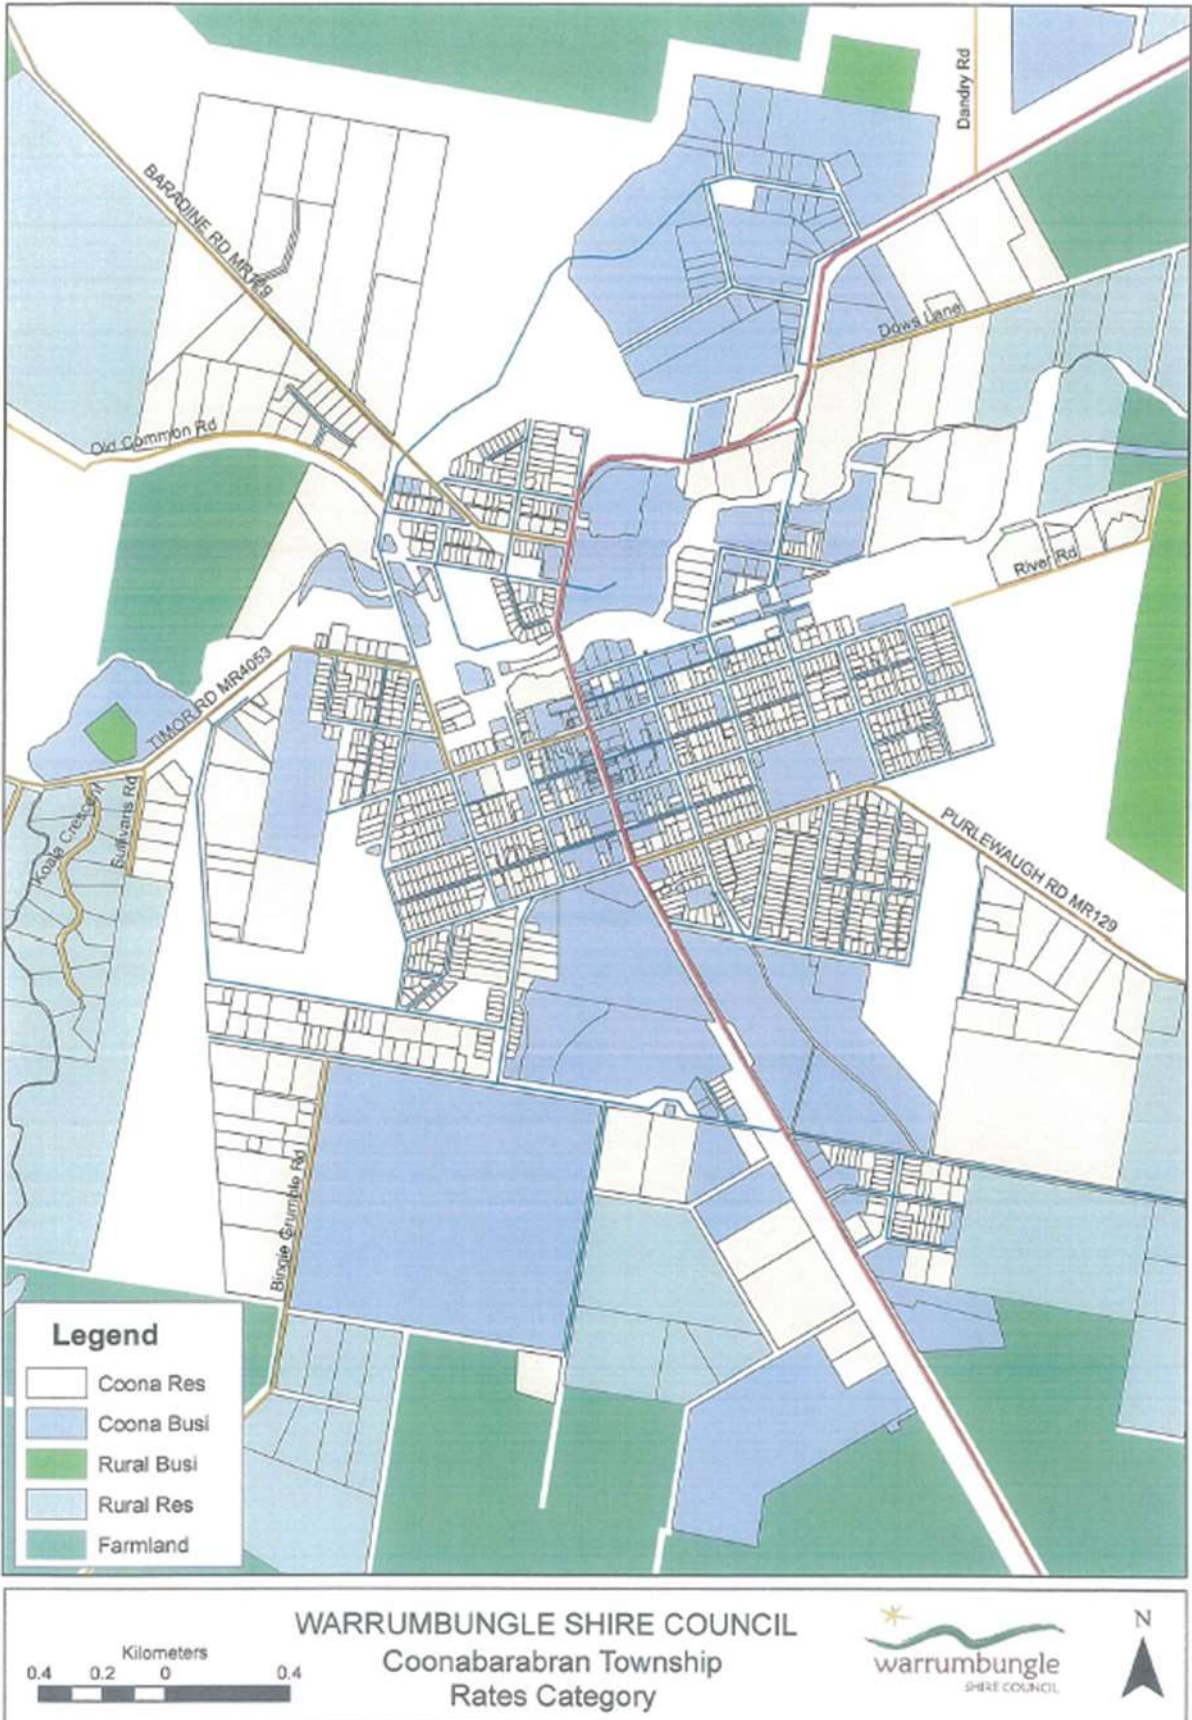 Dandry Rd
BARADINE RD MR129
Dows Lane
Old Common Rd
River Rd
TIMOR RD MR4053
Koala Crescent
Sullivans Rd
PURLEWAUGH RD MR129
Bingie Grumble Rd
Legend
Coona Res
Coona Busi
Rural Busi
Rural Res
Farmland
WARRUMBUNGLE SHIRE COUNCIL
Coonabarabran Township
Rates Category
Kilometers
0.4 0.2 0 0.4
warrumbungle
SHIRE COUNCIL
N